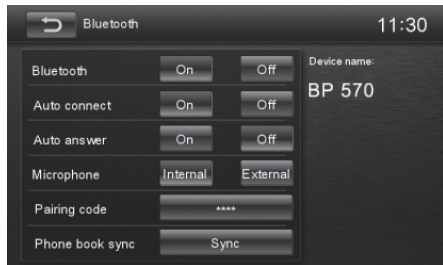 Bluetooth 11:30
Bluetooth On Off
Device name:
BP 570
Auto connect On Off
Auto answer On Off
Microphone Internal External
Pairing code ****
Phone book sync Sync